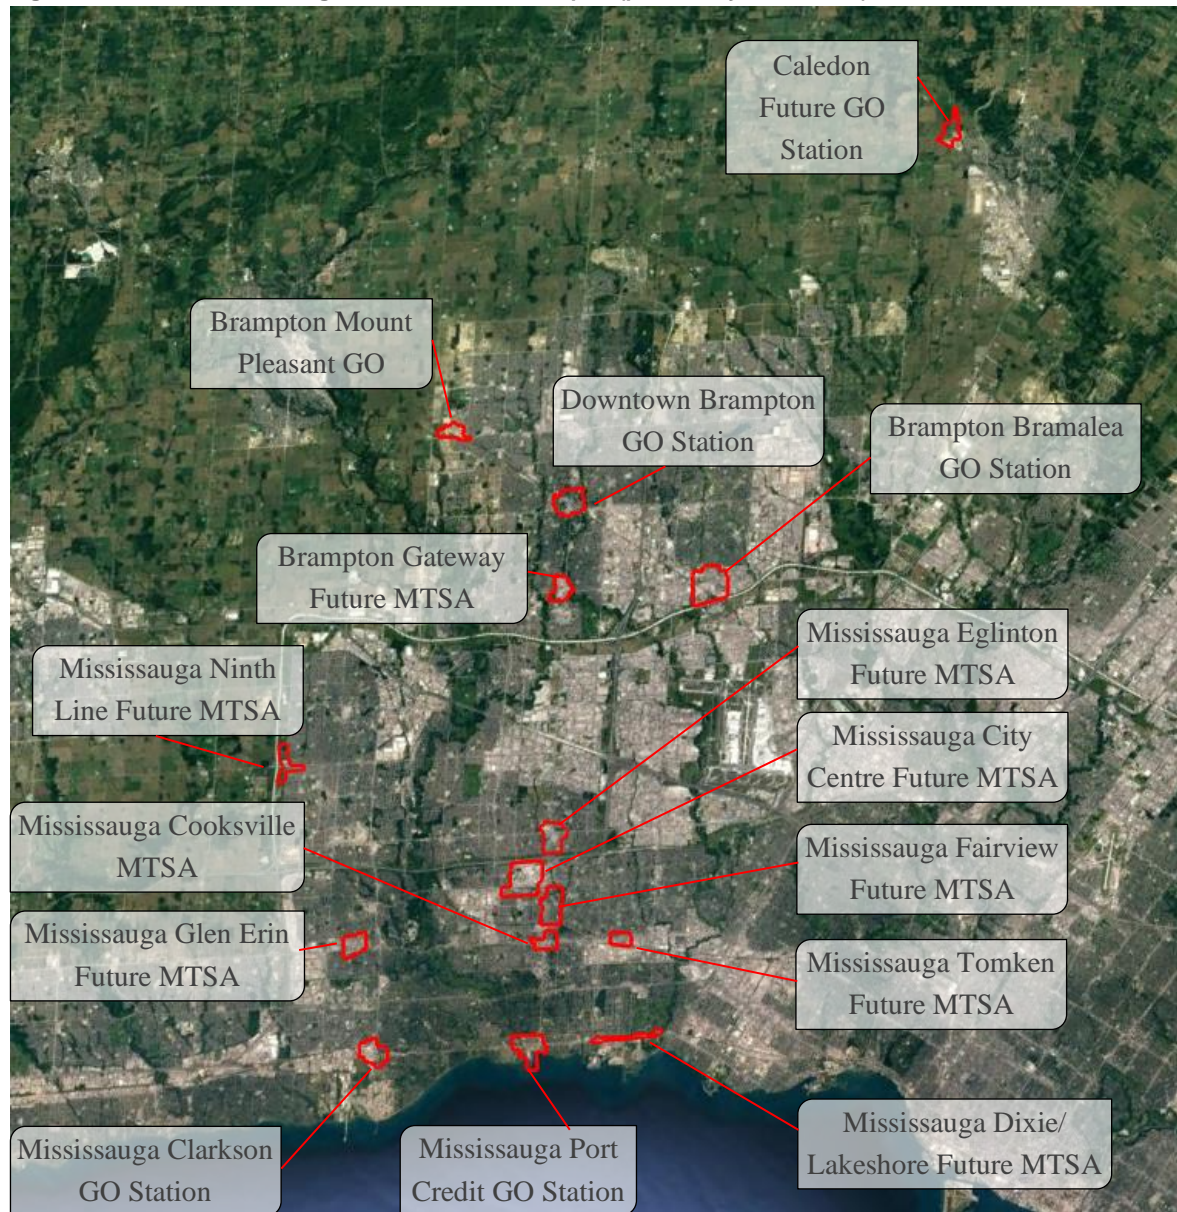 Caledon
Future GO
Station
Brampton Mount
Pleasant GO
Downtown Brampton
GO Station
Brampton Bramalea
GO Station
Brampton Gateway
Future MTSA
Mississauga Eglinton
Future MTSA
Mississauga Ninth
Line Future MTSA
Mississauga City
Centre Future MTSA
Mississauga Cooksville
MTSA
Mississauga Fairview
Future MTSA
Mississauga Glen Erin
Future MTSA
Mississauga Tomken
Future MTSA
Mississauga Clarkson
GO Station
Mississauga Port
Credit GO Station
Mississauga Dixie/
Lakeshore Future MTSA